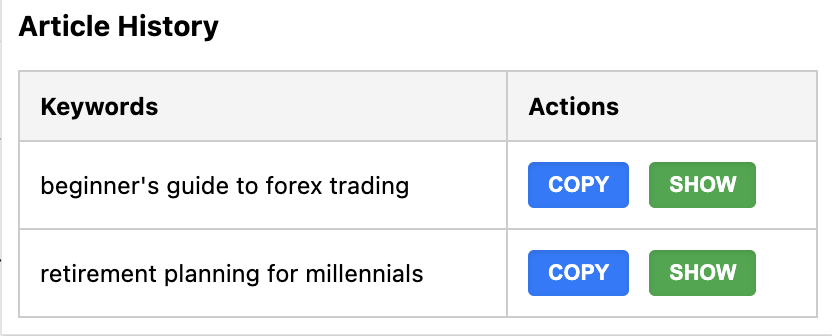 Article History
Keywords Actions
beginner's guide to forex trading COPY SHOW
retirement planning for millennials COPY SHOW